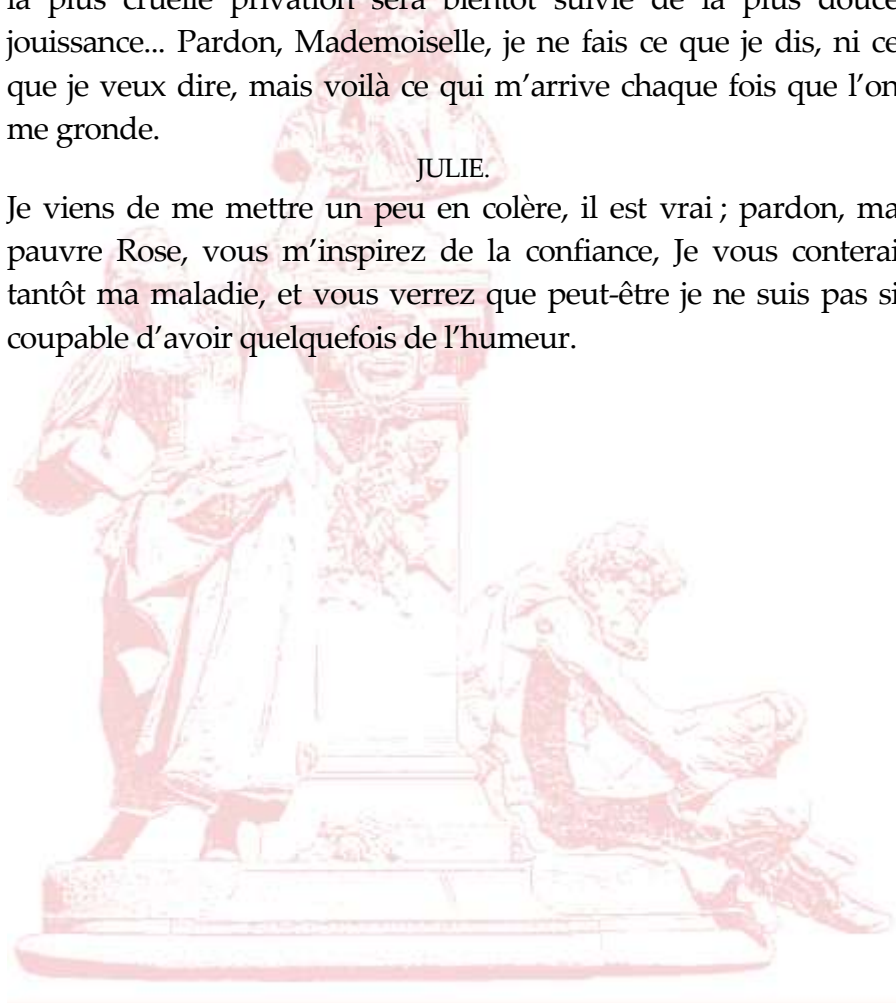 la plus cruelle privation sera bientôt suivie de la plus douce
jouissance... Pardon, Mademoiselle, je ne fais ce que je dis, ni ce
que je veux dire, mais voilà ce qui m’arrive chaque fois que l’on
me gronde.
JULIE.
Je viens de me mettre un peu en colère, il est vrai ; pardon, ma
pauvre Rose, vous m’inspirez de la confiance, Je vous conterai
tantôt ma maladie, et vous verrez que peut-être je ne suis pas si
coupable d’avoir quelquefois de l’humeur.